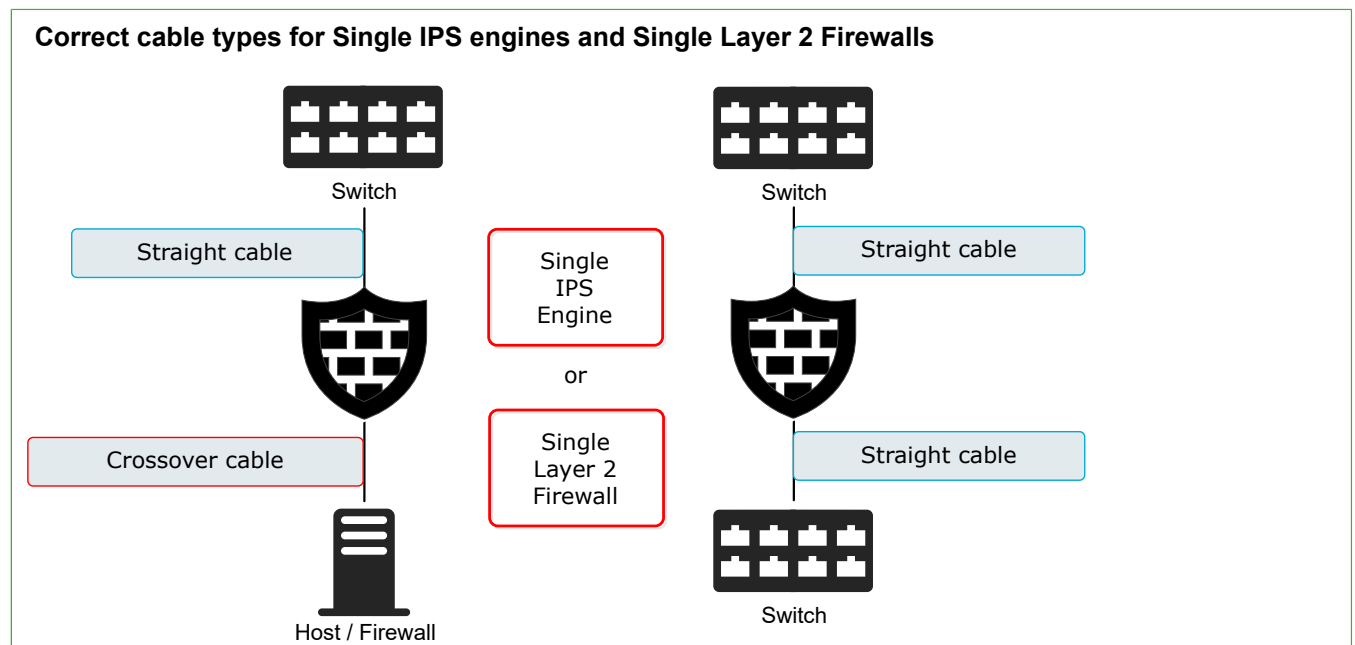 Correct cable types for Single IPS engines and Single Layer 2 Firewalls
Switch
Switch
Straight cable
Single
IPS
Engine
Straight cable
or
Crossover cable
Single
Layer 2
Firewall
Straight cable
Host / Firewall
Switch